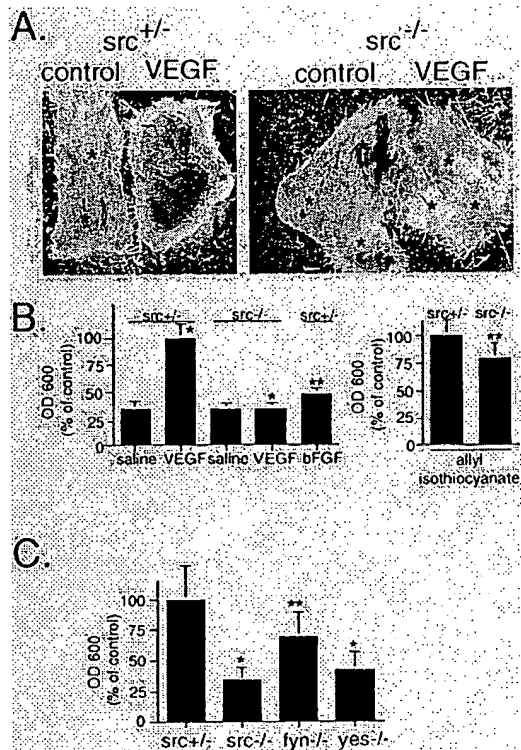 A.
src+/- src-/-
control VEGF control VEGF
B.
src+/- src-/- src+/-
OD 600
(% of control)
100
75
50
25
0
* * **
saline VEGF saline VEGF bFGF
src+/- src-/-
OD 600
(% of control)
100
75
50
25
0
**
allyl
isothiocyanate
C.
OD 600
(% of control)
100
75
50
25
0
* ** *
src+/- src-/- fyn-/- yes-/-